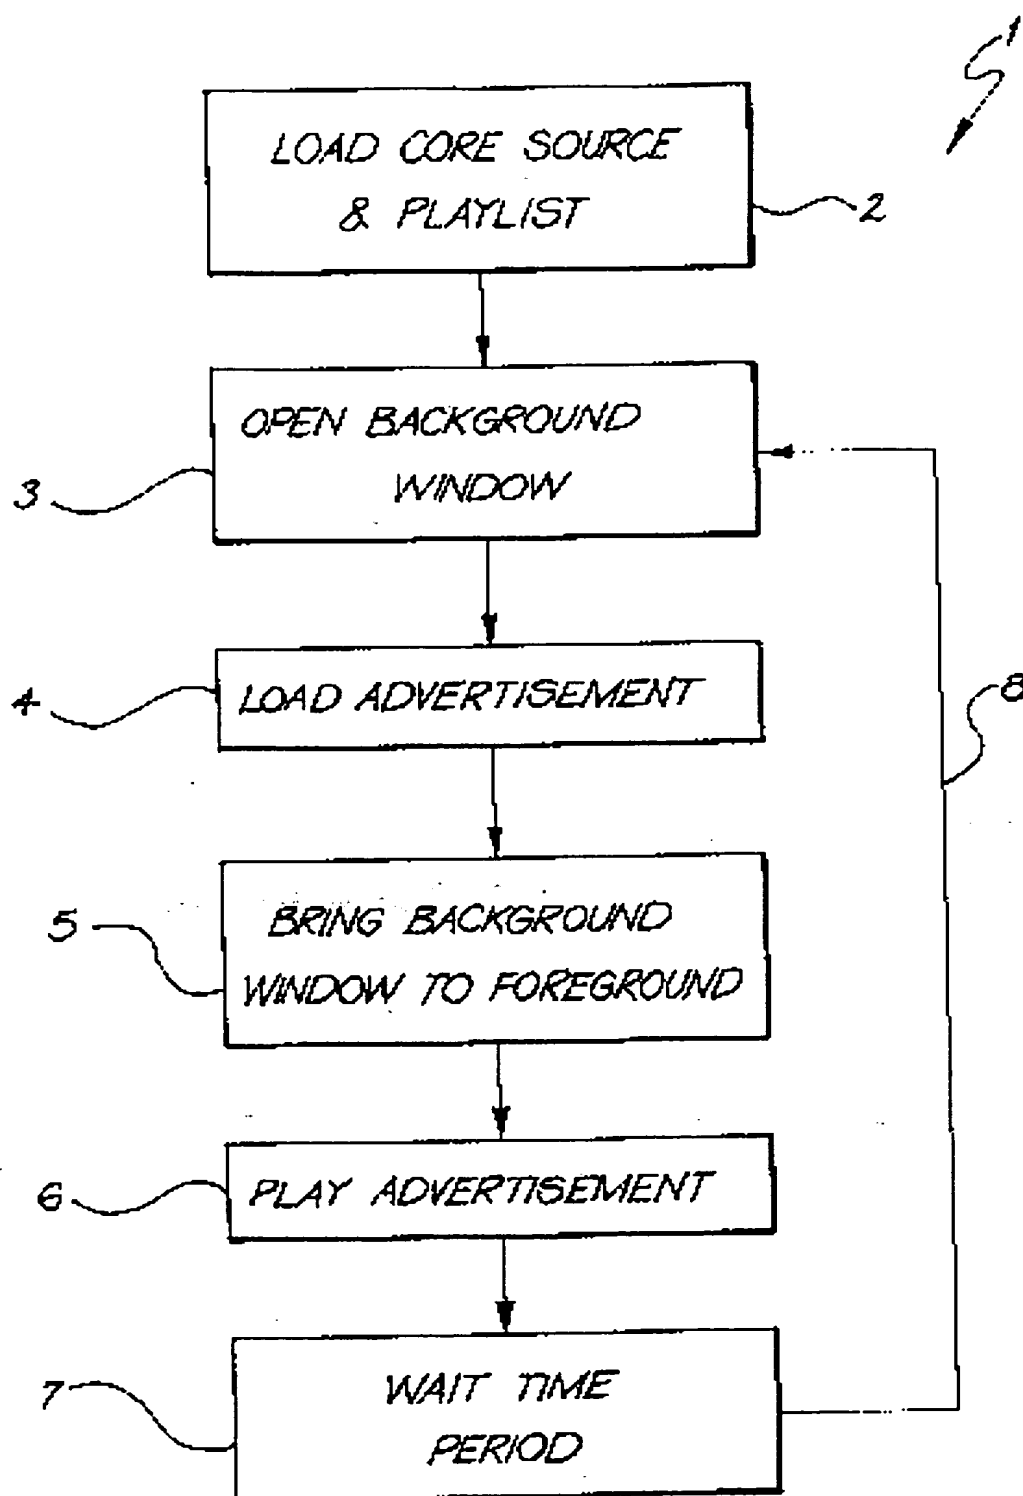 1
LOAD CORE SOURCE
& PLAYLIST
2
OPEN BACKGROUND
WINDOW
3
4
LOAD ADVERTISEMENT
8
5
BRING BACKGROUND
WINDOW TO FOREGROUND
6
PLAY ADVERTISEMENT
7
WAIT TIME
PERIOD